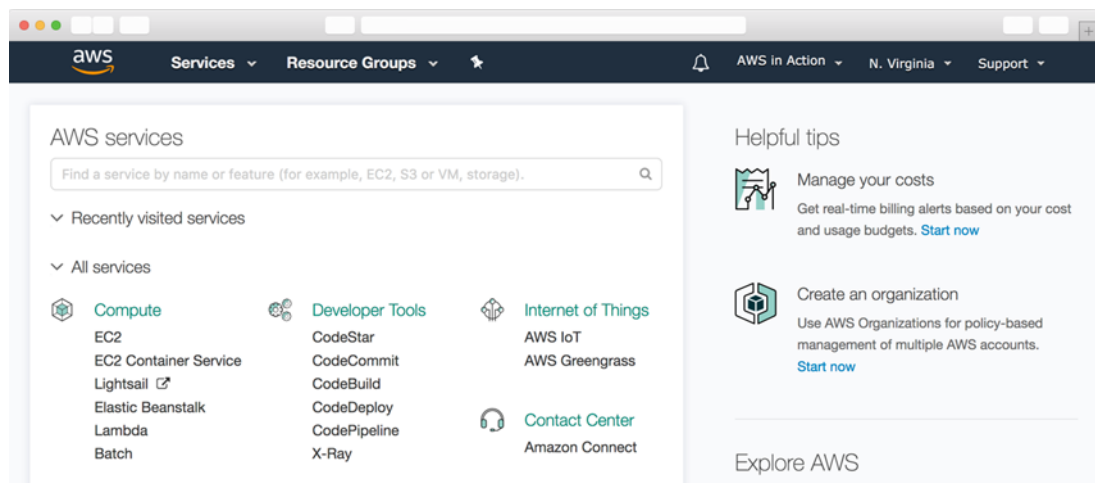 aws
Services
Resource Groups
AWS in Action
N. Virginia
Support
AWS services
Find a service by name or feature (for example, EC2, S3 or VM, storage).
Recently visited services
All services
Compute
EC2
EC2 Container Service
Lightsail
Elastic Beanstalk
Lambda
Batch
Developer Tools
CodeStar
CodeCommit
CodeBuild
CodeDeploy
CodePipeline
X-Ray
Internet of Things
AWS IoT
AWS Greengrass
Contact Center
Amazon Connect
Helpful tips
Manage your costs
Get real-time billing alerts based on your cost
and usage budgets. Start now
Create an organization
Use AWS Organizations for policy-based
management of multiple AWS accounts.
Start now
Explore AWS